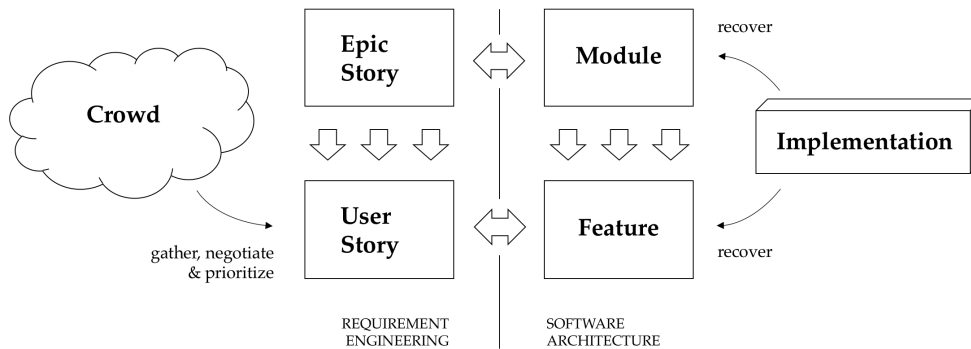 Crowd
gather, negotiate
& prioritize
Epic
Story
User
Story
REQUIREMENT
ENGINEERING
Module
Feature
SOFTWARE
ARCHITECTURE
recover
Implementation
recover